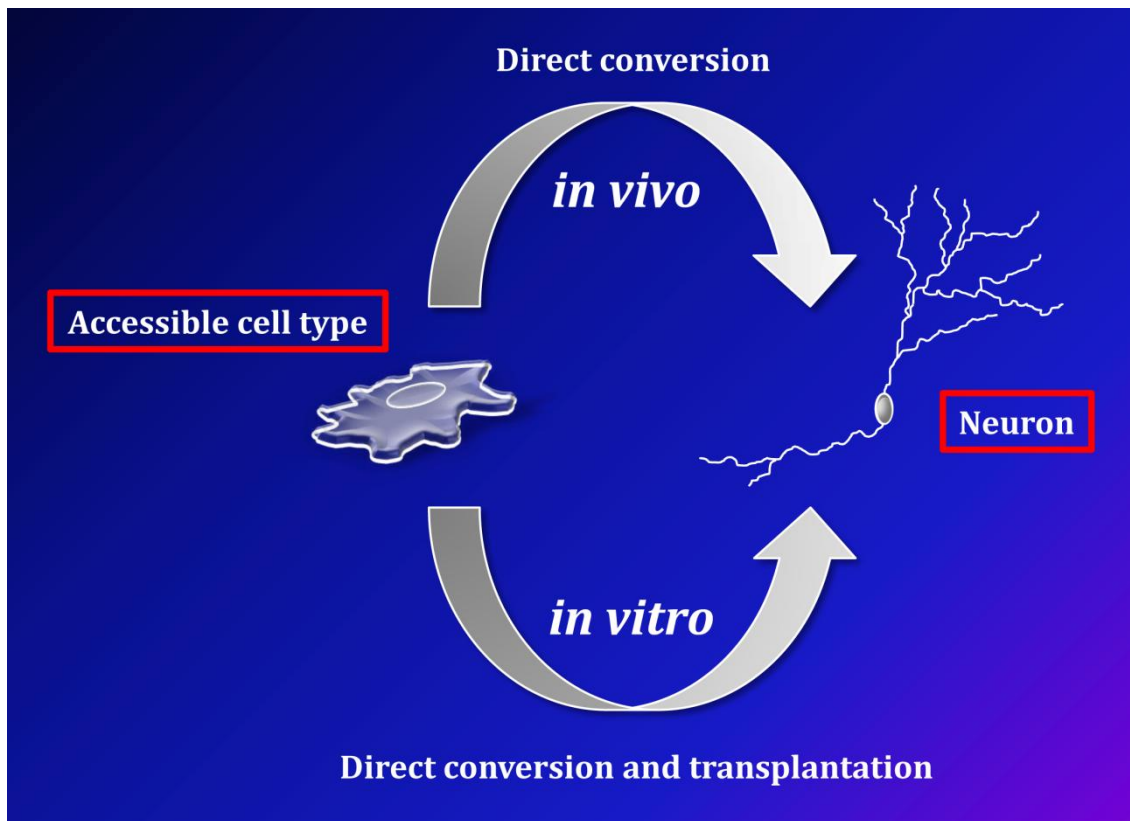 Direct conversion
in vivo
Accessible cell type
Neuron
in vitro
Direct conversion and transplantation